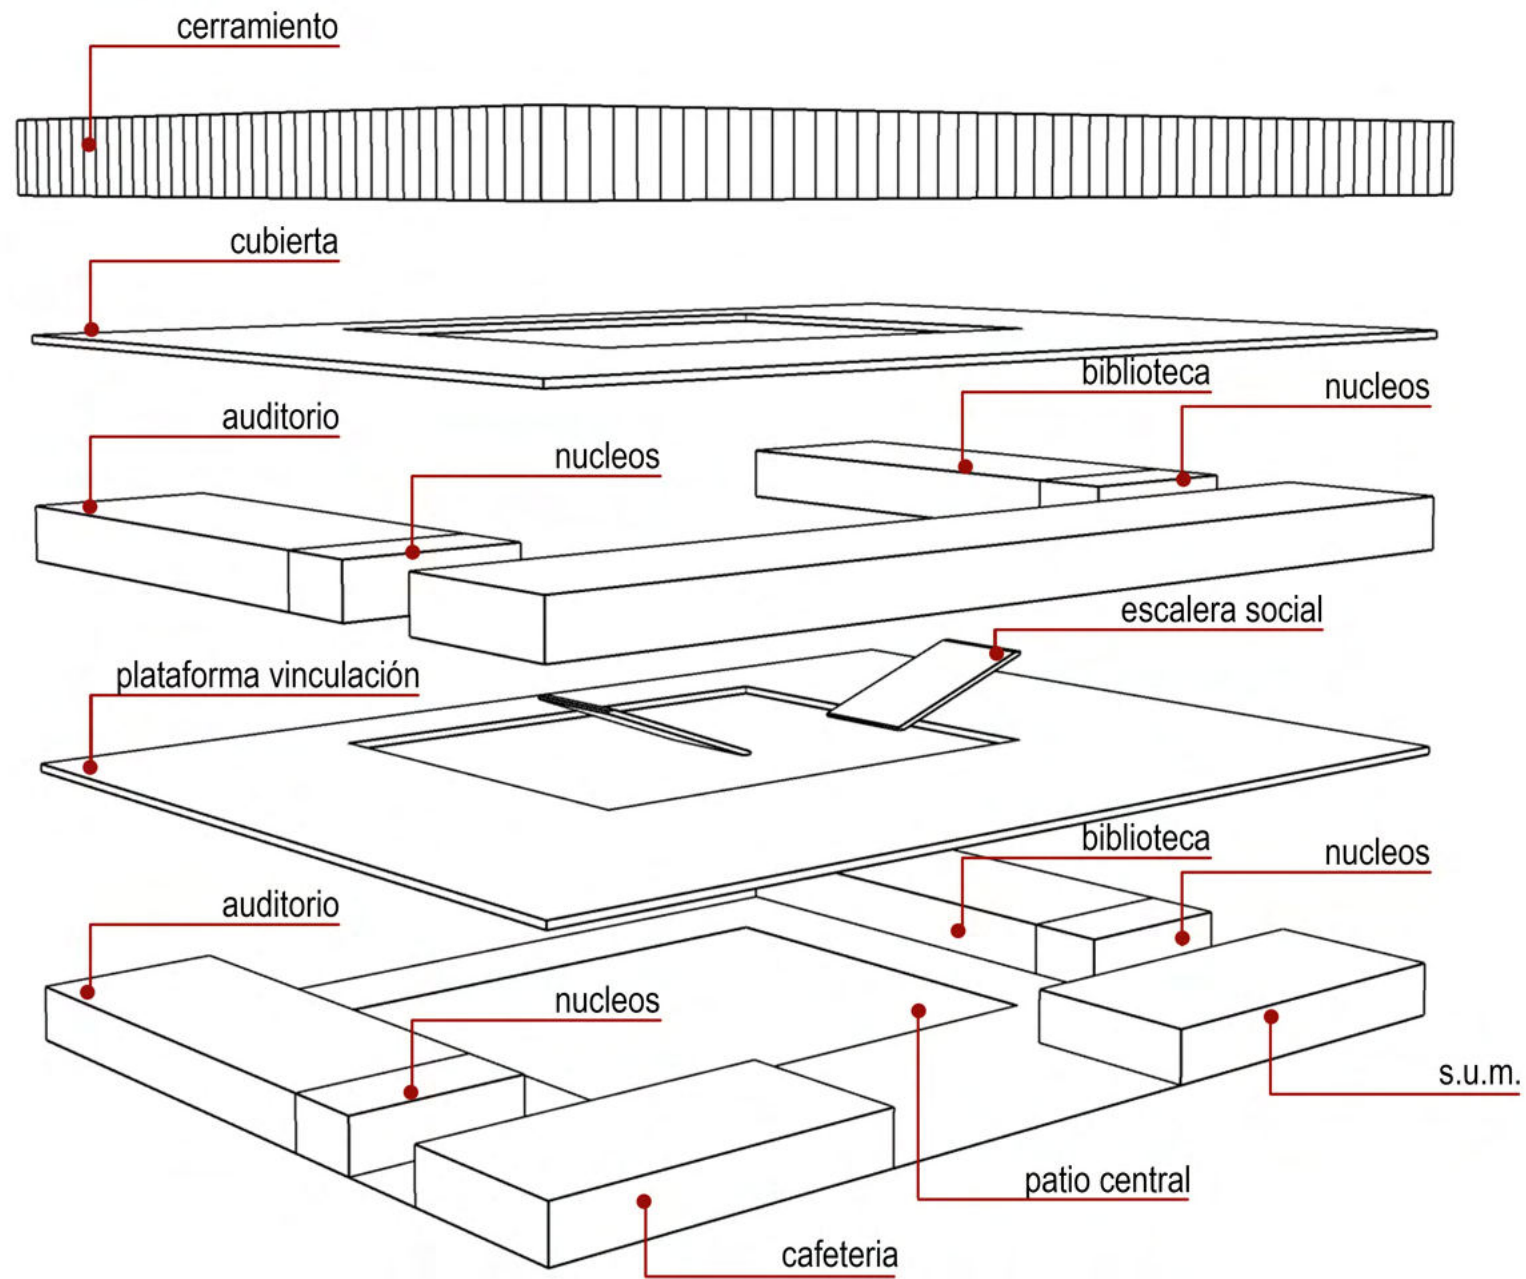 cerramiento
cubierta
biblioteca
nucleos
auditorio
nucleos
escalera social
plataforma vinculación
biblioteca
nucleos
auditorio
nucleos
s.u.m.
patio central
cafeteria